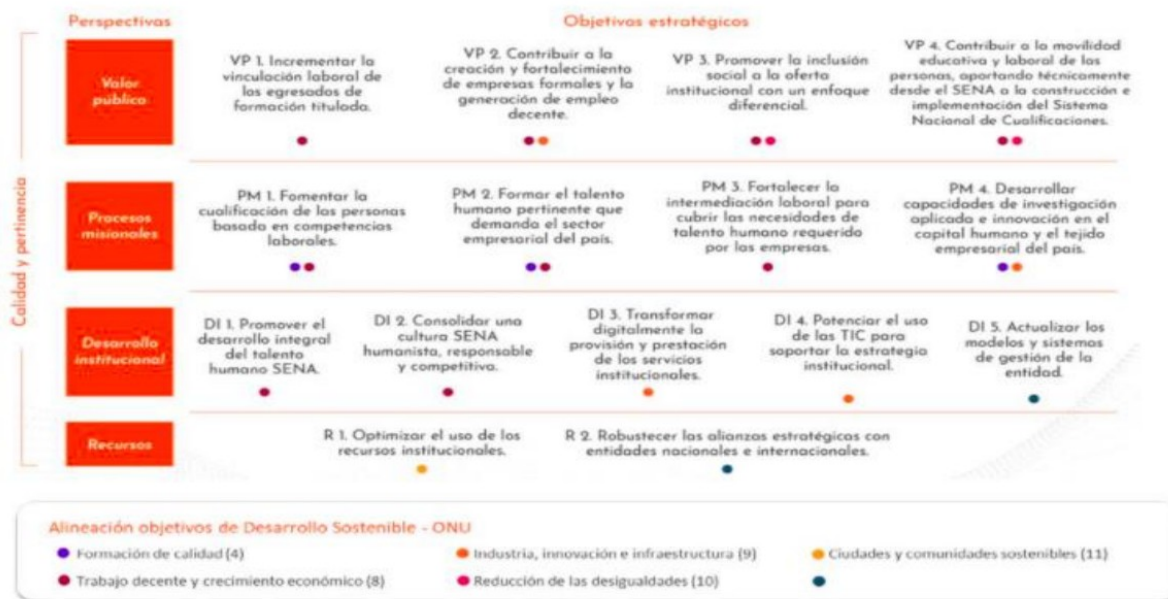 Perspectivas
Objetivos estratégicos
Calidad y pertinencia
Valor
público
VP 1. Incrementar la
vinculación laboral de
los egresados de
formación titulada.
VP 2. Contribuir a la
creación y fortalecimiento
de empresas formales y la
generación de empleo
decente.
VP 3. Promover la inclusión
social a la oferta
institucional con un enfoque
diferencial.
VP 4. Contribuir a la movilidad
educativa y laboral de las
personas, aportando técnicamente
desde el SENA a la construcción e
implementación del Sistema
Nacional de Cualificaciones.
Procesos
misionales
PM 1. Fomentar la
cualificación de las personas
basada en competencias
laborales.
PM 2. Formar el talento
humano pertinente que
demanda el sector
empresarial del país.
PM 3. Fortalecer la
intermediación laboral para
cubrir las necesidades de
talento humano requerido
por las empresas.
PM 4. Desarrollar
capacidades de investigación
aplicada e innovación en el
capital humano y el tejido
empresarial del país.
Desarrollo
institucional
DI 1. Promover el
desarrollo integral
del talento
humano SENA.
DI 2. Consolidar una
cultura SENA
humanista, responsable
y competitiva.
DI 3. Transformar
digitalmente la
provisión y prestación
de los servicios
institucionales.
DI 4. Potenciar el uso
de las TIC para
soportar la estrategia
institucional.
DI 5. Actualizar los
modelos y sistemas
de gestión de la
entidad.
Recursos
R 1. Optimizar el uso de los
recursos institucionales.
R 2. Robustecer las alianzas estratégicas con
entidades nacionales e internacionales.
Alineación objetivos de Desarrollo Sostenible - ONU
Formación de calidad (4)
Industria, innovación e infraestructura (9)
Ciudades y comunidades sostenibles (11)
Trabajo decente y crecimiento económico (8)
Reducción de las desigualdades (10)